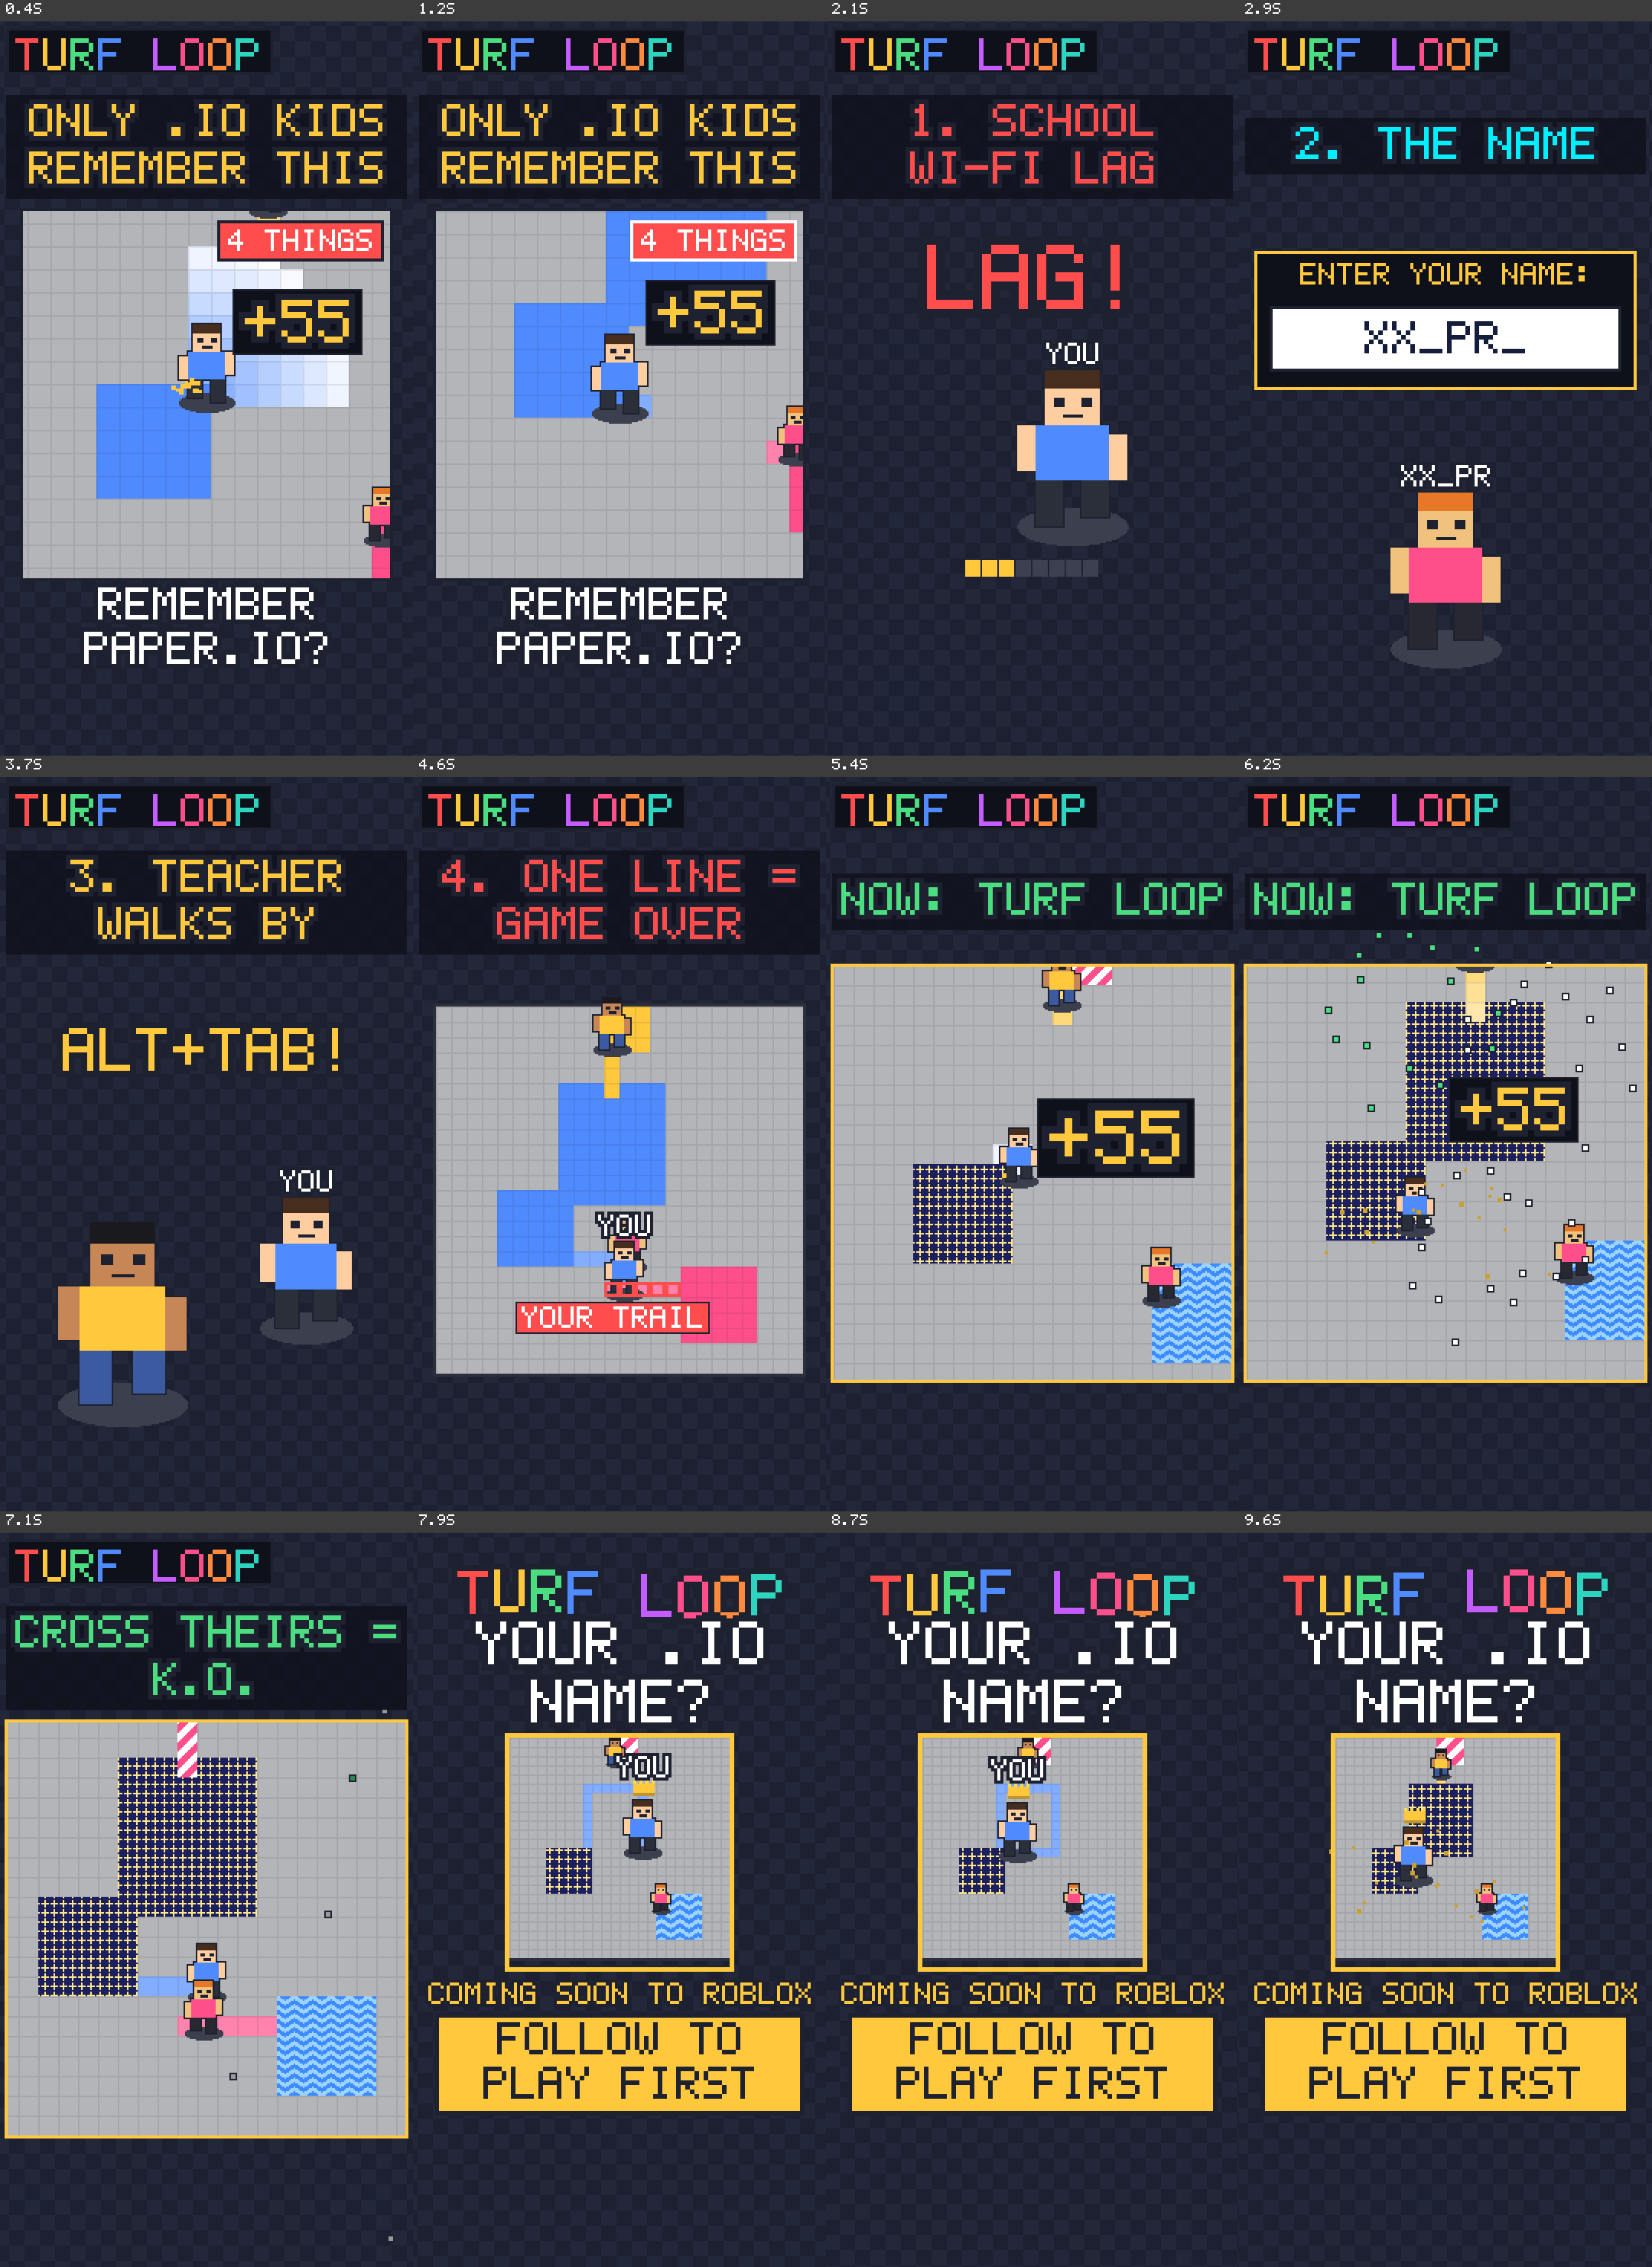 0.4S
TURF LOOP
ONLY .IO KIDS
REMEMBER THIS
4 THINGS
+55
REMEMBER
PAPER.IO?
1.2S
TURF LOOP
ONLY .IO KIDS
REMEMBER THIS
4 THINGS
+55
REMEMBER
PAPER.IO?
2.1S
TURF LOOP
1. SCHOOL
WI-FI LAG
LAG!
YOU
2.9S
TURF LOOP
2. THE NAME
ENTER YOUR NAME:
XX_PR_
XX_PR
3.7S
TURF LOOP
3. TEACHER
WALKS BY
ALT+TAB!
YOU
4.6S
TURF LOOP
4. ONE LINE =
GAME OVER
YOU
YOUR TRAIL
5.4S
TURF LOOP
NOW: TURF LOOP
+55
6.2S
TURF LOOP
NOW: TURF LOOP
+55
7.1S
TURF LOOP
CROSS THEIRS =
K.O.
7.9S
TURF LOOP
YOUR .IO
NAME?
YOU
COMING SOON TO ROBLOX
FOLLOW TO
PLAY FIRST
8.7S
TURF LOOP
YOUR .IO
NAME?
YOU
COMING SOON TO ROBLOX
FOLLOW TO
PLAY FIRST
9.6S
TURF LOOP
YOUR .IO
NAME?
COMING SOON TO ROBLOX
FOLLOW TO
PLAY FIRST